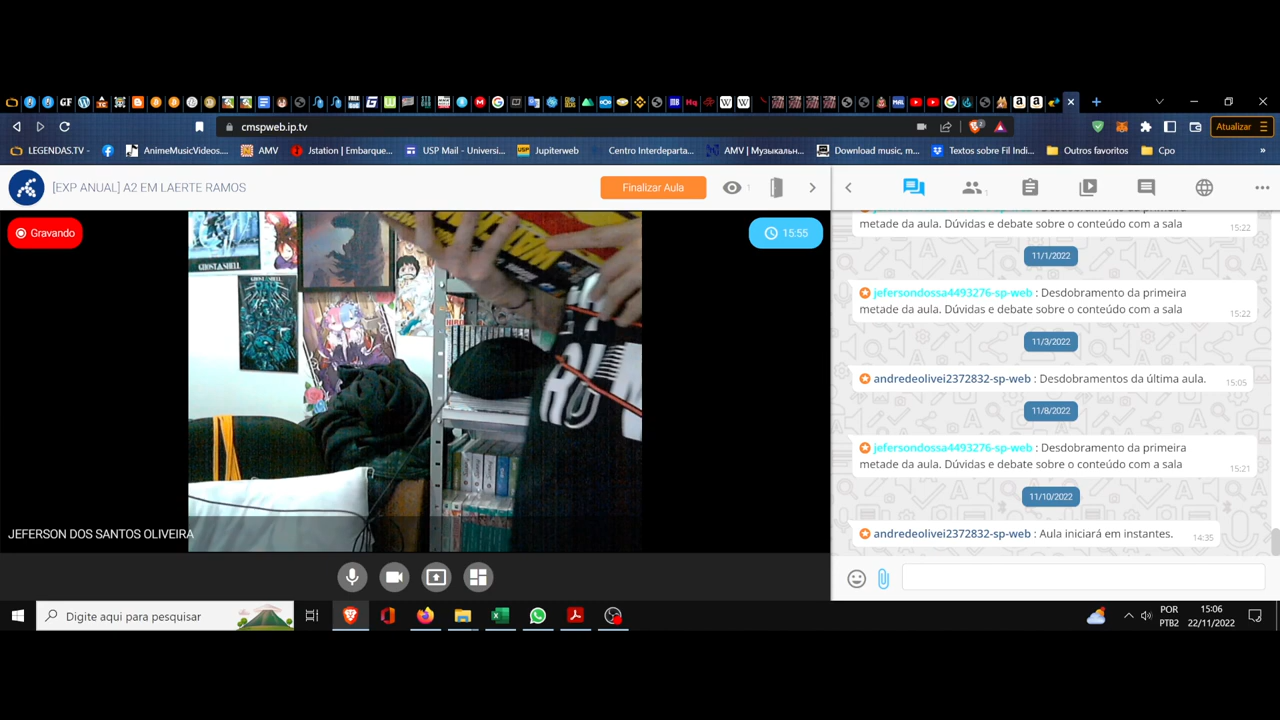 cmspweb.ip.tv
Atualizar
LEGENDAS.TV -
AnimeMusicVideos...
AMV
Jstation | Embarque...
USP Mail - Universi...
Jupiterweb
Centro Interdeparta...
AMV | Музыкальн...
Download music, m...
Textos sobre Fil Indi...
Outros favoritos
Cpo
»
[EXP ANUAL] A2 EM LAERTE RAMOS
Finalizar Aula
1
1
Gravando
15:55
GHOST IN THE SHELL
JEFERSON DOS SANTOS OLIVEIRA
metade da aula. Dúvidas e debate sobre o conteúdo com a sala
15:22
11/1/2022
jefersondossa4493276-sp-web : Desdobramento da primeira
metade da aula. Dúvidas e debate sobre o conteúdo com a sala
15:22
11/3/2022
andredeolivei2372832-sp-web : Desdobramentos da última aula.
15:05
11/8/2022
jefersondossa4493276-sp-web : Desdobramento da primeira
metade da aula. Dúvidas e debate sobre o conteúdo com a sala
15:21
11/10/2022
andredeolivei2372832-sp-web : Aula iniciará em instantes.
14:35
Digite aqui para pesquisar
POR
PTB2
15:06
22/11/2022